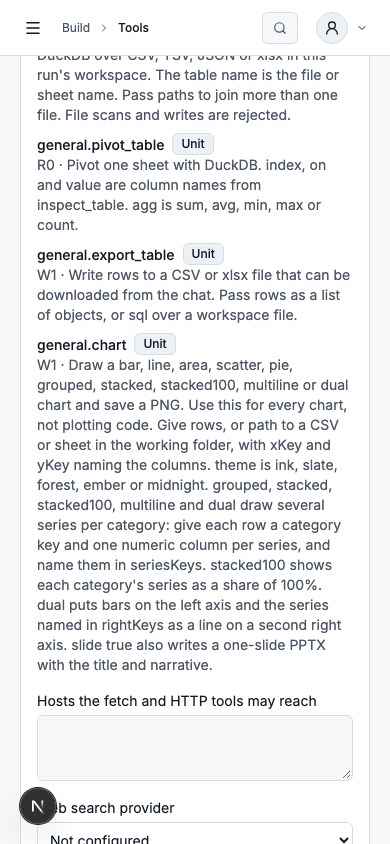 Build > Tools
DuckDB over CSV, TSV, JSON or xlsx in this
run's workspace. The table name is the file or
sheet name. Pass paths to join more than one
file. File scans and writes are rejected.
general.pivot_table Unit
R0 · Pivot one sheet with DuckDB. index, on
and value are column names from
inspect_table. agg is sum, avg, min, max or
count.
general.export_table Unit
W1 · Write rows to a CSV or xlsx file that can be
downloaded from the chat. Pass rows as a list
of objects, or sql over a workspace file.
general.chart Unit
W1 · Draw a bar, line, area, scatter, pie,
grouped, stacked, stacked100, multiline or dual
chart and save a PNG. Use this for every chart,
not plotting code. Give rows, or path to a CSV
or sheet in the working folder, with xKey and
yKey naming the columns. theme is ink, slate,
forest, ember or midnight. grouped, stacked,
stacked100, multiline and dual draw several
series per category: give each row a category
key and one numeric column per series, and
name them in seriesKeys. stacked100 shows
each category's series as a share of 100%.
dual puts bars on the left axis and the series
named in rightKeys as a line on a second right
axis. slide true also writes a one-slide PPTX
with the title and narrative.
Hosts the fetch and HTTP tools may reach
N
eb search provider
Not configured